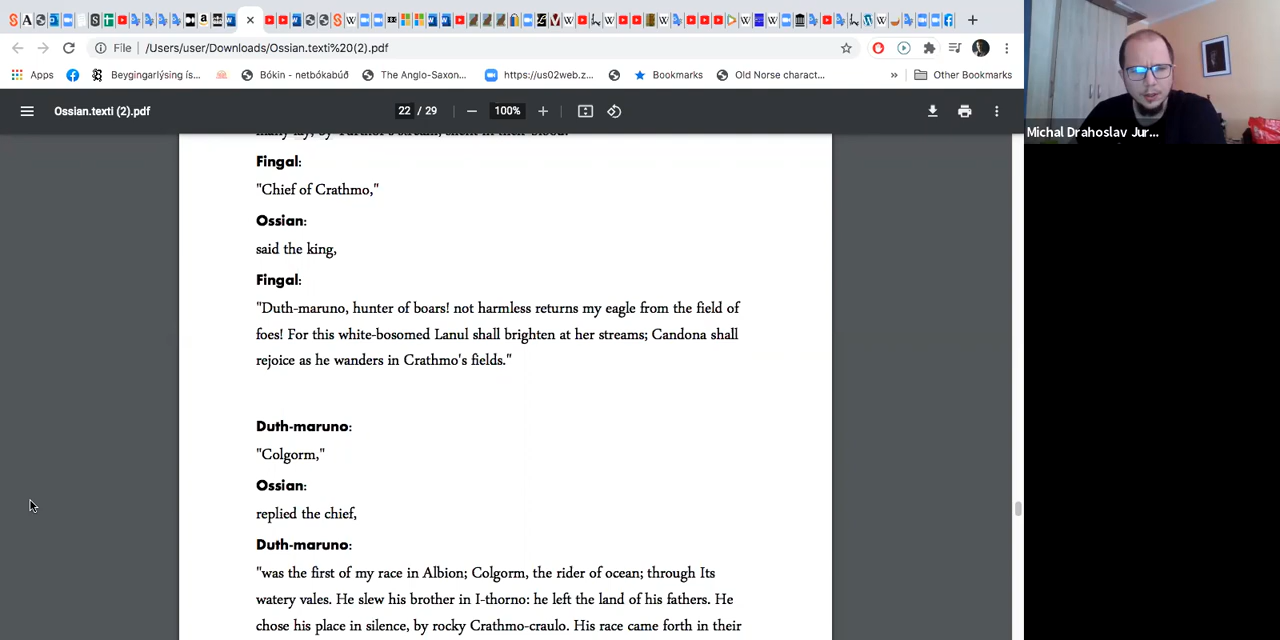 File /Users/user/Downloads/Ossian.texti%20(2).pdf
Apps Beygingarlýsing ís... Bókin - netbókabúð The Anglo-Saxon... https://us02web.z... Bookmarks Old Norse charact... » Other Bookmarks
Ossian.texti (2).pdf 22 / 29 100%
Michal Drahoslav Jur...
Fingal:
"Chief of Crathmo,"
Ossian:
said the king,
Fingal:
"Duth-maruno, hunter of boars! not harmless returns my eagle from the field of
foes! For this white-bosomed Lanul shall brighten at her streams; Candona shall
rejoice as he wanders in Crathmo's fields."
Duth-maruno:
"Colgorm,"
Ossian:
replied the chief,
Duth-maruno:
"was the first of my race in Albion; Colgorm, the rider of ocean; through Its
watery vales. He slew his brother in I-thorno: he left the land of his fathers. He
chose his place in silence, by rocky Crathmo-craulo. His race came forth in their